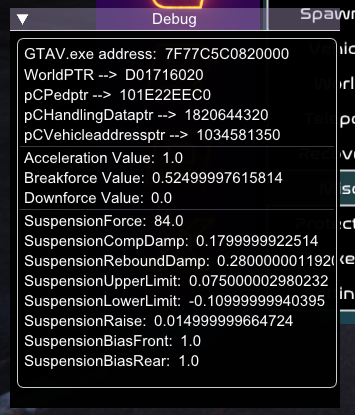 Debug
GTAV.exe address: 7F77C5C0820000
WorldPTR --> D01716020
pCPedptr --> 101E22EEC0
pCHandlingDataptr --> 1820644320
pCVehicleaddressptr --> 1034581350
Acceleration Value: 1.0
Breakforce Value: 0.52499997615814
Downforce Value: 0.0
SuspensionForce: 84.0
SuspensionCompDamp: 0.1799999922514
SuspensionReboundDamp: 0.2800000011920
SuspensionUpperLimit: 0.075000002980232
SuspensionLowerLimit: -0.10999999940395
SuspensionRaise: 0.014999999664724
SuspensionBiasFront: 1.0
SuspensionBiasRear: 1.0
Spawn